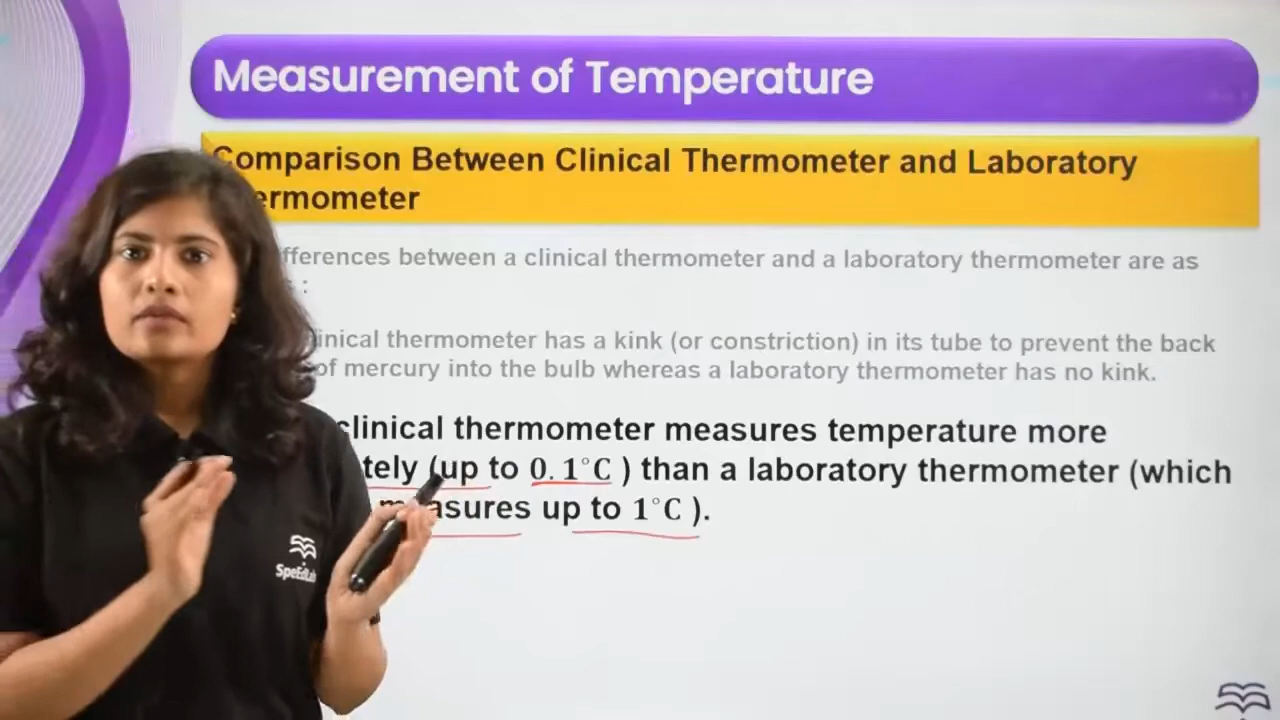 Measurement of Temperature
Comparison Between Clinical Thermometer and Laboratory
ermometer
fferences between a clinical thermometer and a laboratory thermometer are as
s :
inical thermometer has a kink (or constriction) in its tube to prevent the back
of mercury into the bulb whereas a laboratory thermometer has no kink.
clinical thermometer measures temperature more
tely (up to 0.1°C ) than a laboratory thermometer (which
measures up to 1°C ).
SpeEdLab